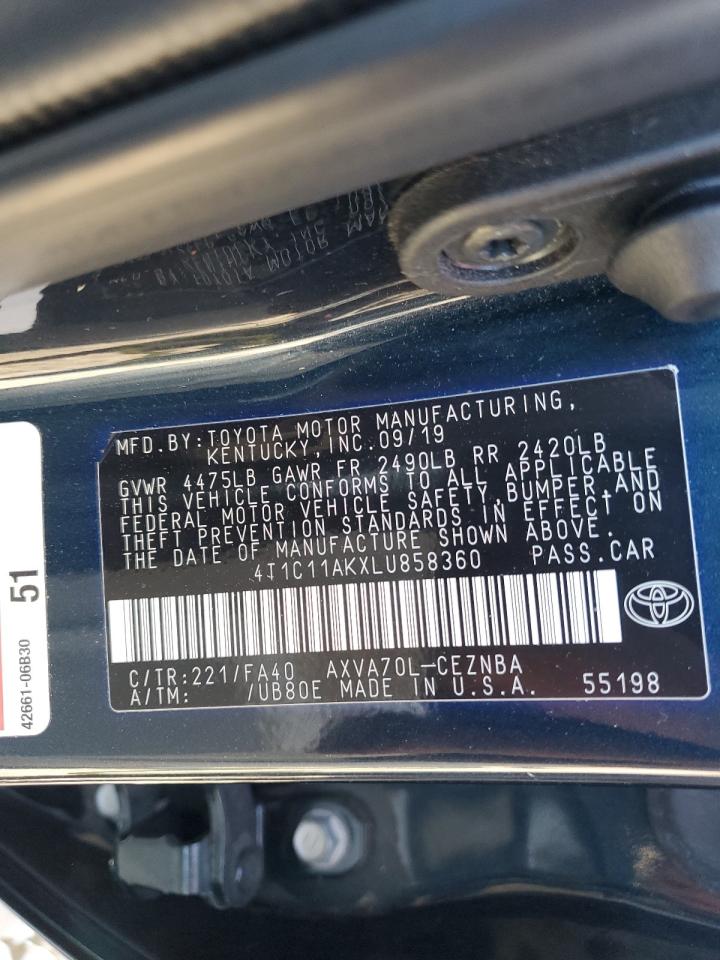 MFD.BY:TOYOTA MOTOR MANUFACTURING,
KENTUCKY,INC.09/19
GVWR 4475LB GAWR FR 2490LB RR 2420LB
THIS VEHICLE CONFORMS TO ALL APPLICABLE
FEDERAL MOTOR VEHICLE SAFETY,BUMPER,AND
THEFT PREVENTION STANDARDS IN EFFECT ON
THE DATE OF MANUFACTURE SHOWN ABOVE.
4T1C11AKXLU858360 PASS.CAR
C/TR:221/FA40 AXVA70L-CEZNBA
A/TM: /UB80E MADE IN U.S.A. 55198
51
42661-06B30